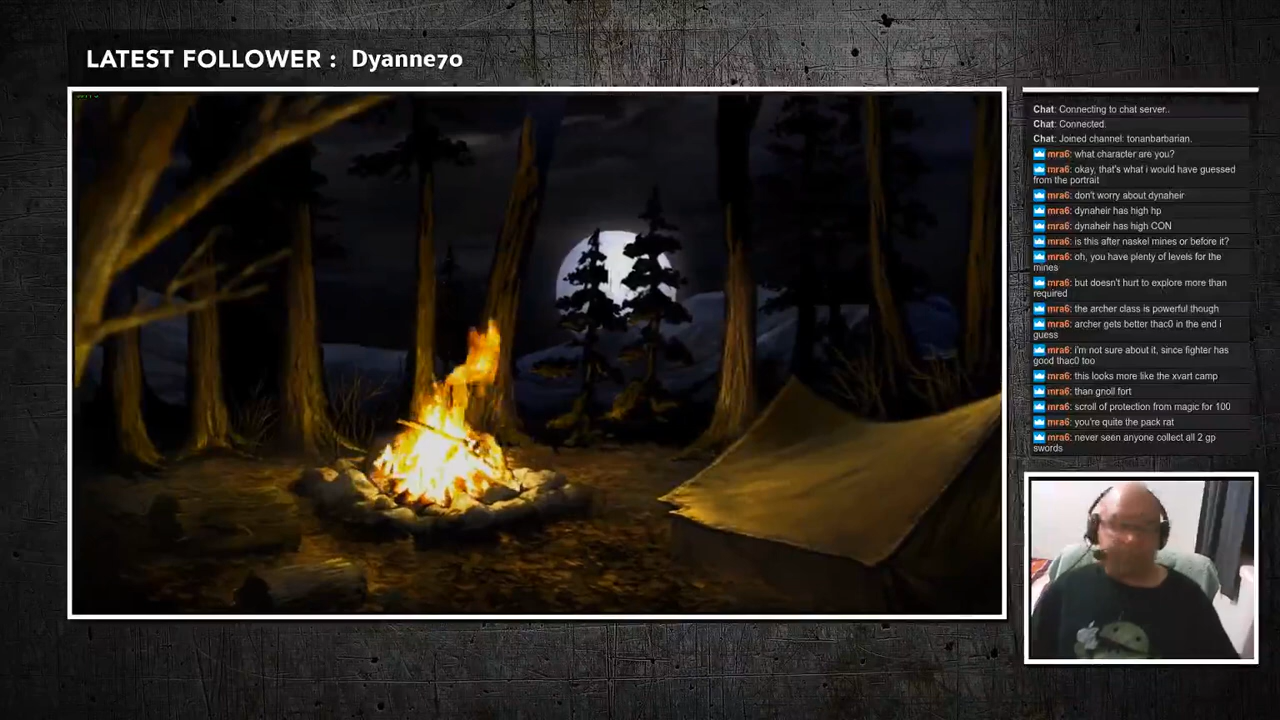 LATEST FOLLOWER : Dyanne70
Chat: Connecting to chat server..
Chat: Connected.
Chat: Joined channel: tonanbarbarian.
mra6: what character are you?
mra6: okay, that's what i would have guessed
from the portrait
mra6: don't worry about dynaheir
mra6: dynaheir has high hp
mra6: dynaheir has high CON
mra6: is this after naskel mines or before it?
mra6: oh, you have plenty of levels for the
mines
mra6: but doesn't hurt to explore more than
required
mra6: the archer class is powerful though
mra6: archer gets better thac0 in the end i
guess
mra6: i'm not sure about it, since fighter has
good thac0 too
mra6: this looks more like the xvart camp
mra6: than gnoll fort
mra6: scroll of protection from magic for 100
mra6: you're quite the pack rat
mra6: never seen anyone collect all 2 gp
swords